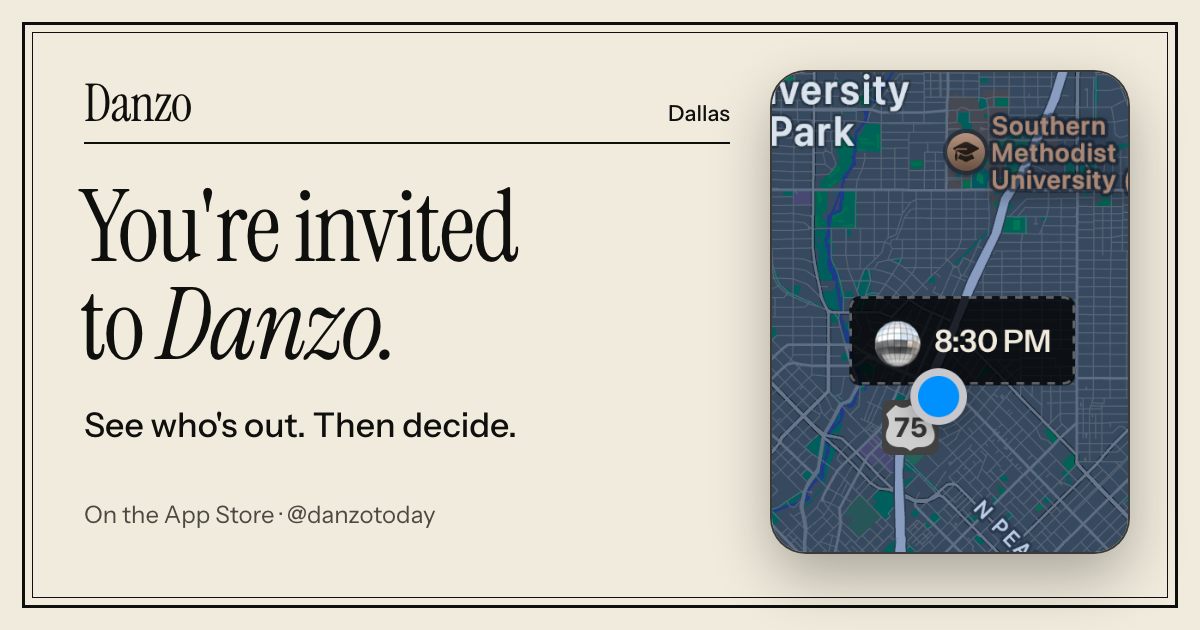 Danzo
Dallas
You're invited
to Danzo.
See who's out. Then decide.
On the App Store · @danzotoday
versity
Park
Southern
Methodist
University (
8:30 PM
75
N PEA